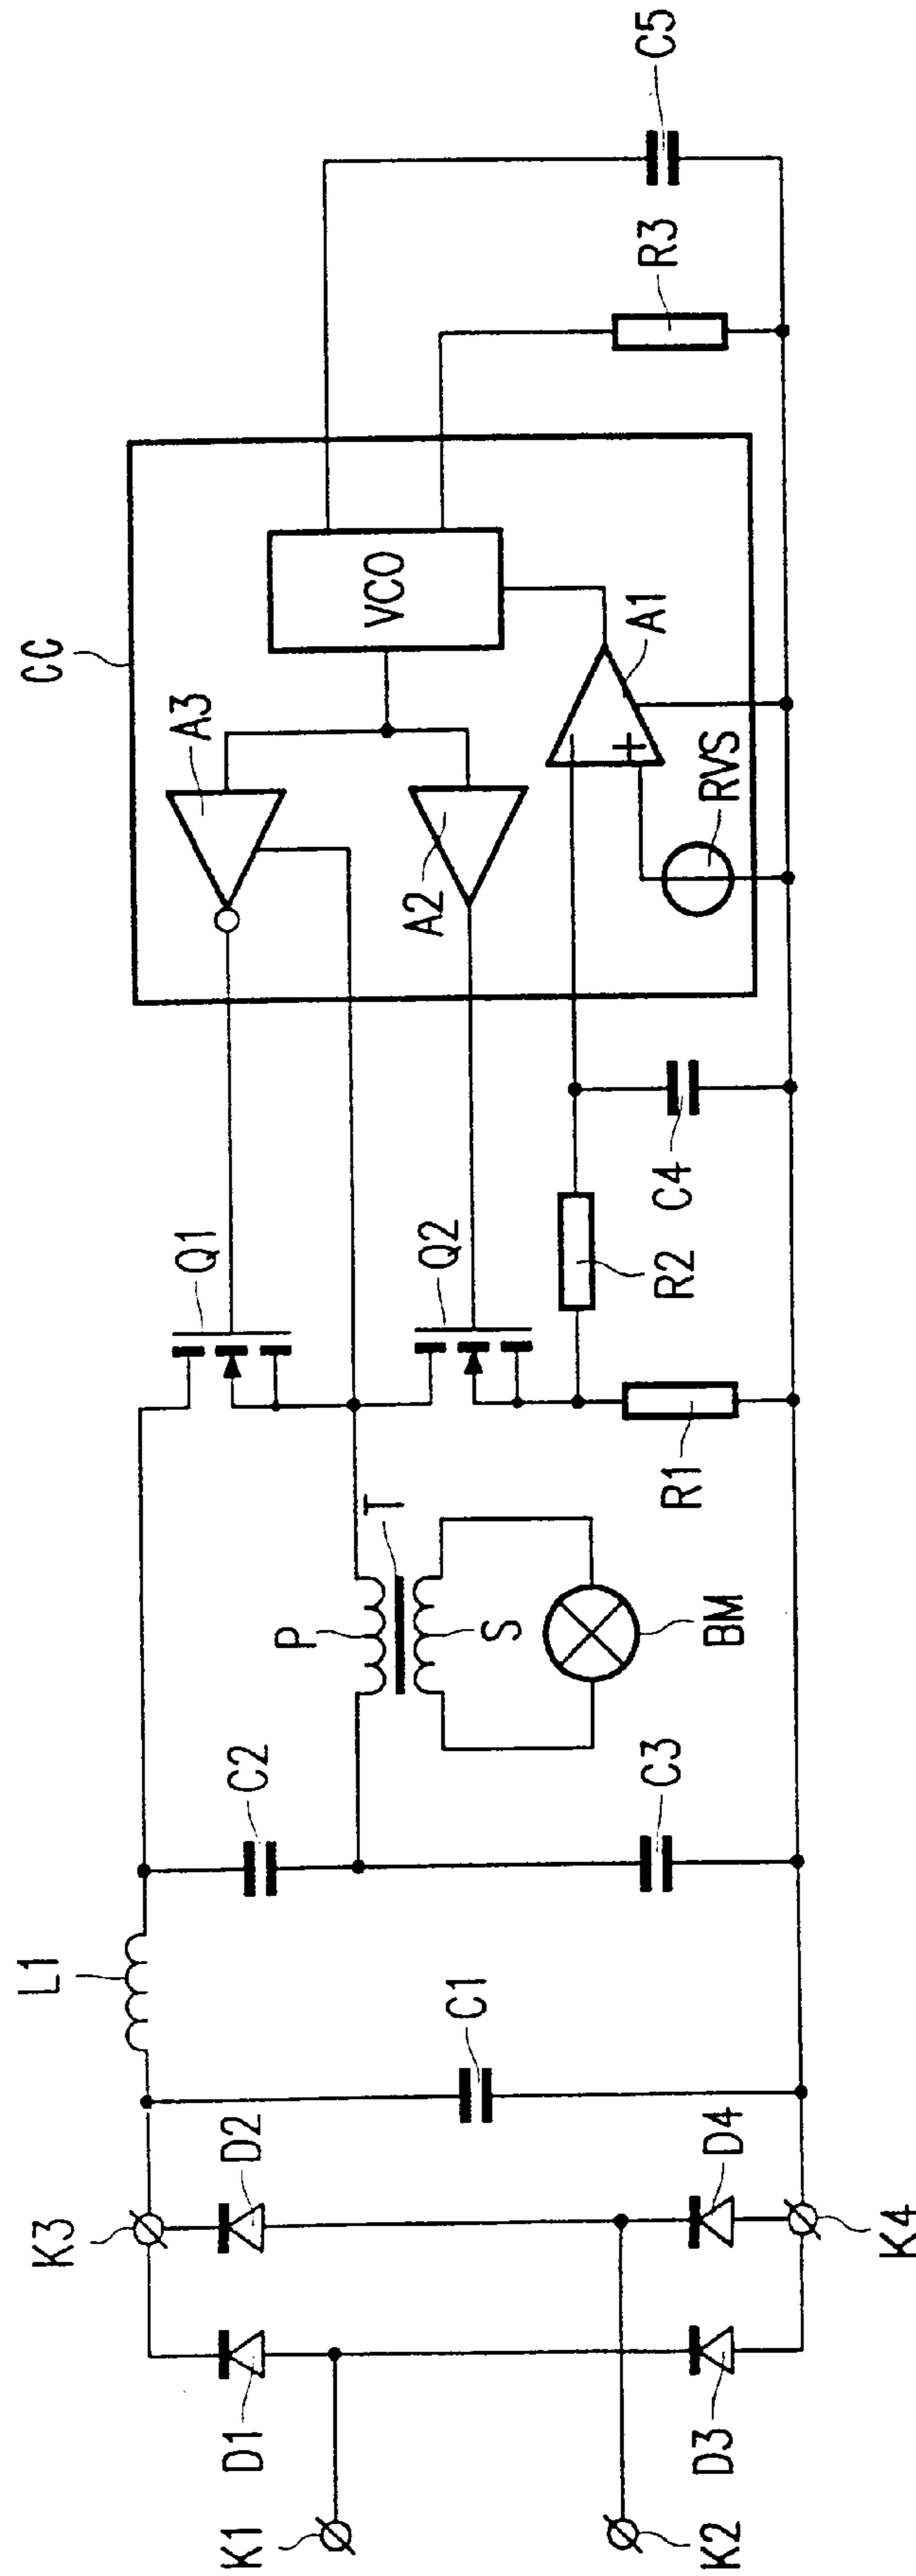 K1
K2
D1
D3
K3
D2
D4
K4
C1
L1
C2
C3
P
T
S
BM
R1
Q1
Q2
R2
C4
CC
A3
A2
VCO
A1
+
RVS
R3
C5